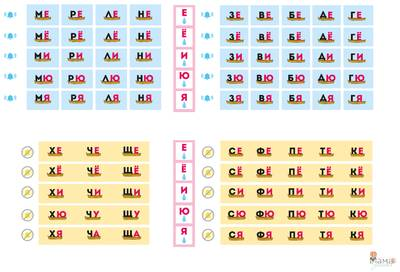 МЕ РЕ ЛЕ НЕ Е ЗЕ ВЕ БЕ ДЕ ГЕ
МЁ РЁ ЛЁ НЁ Ё ЗЁ ВЁ БЁ ДЁ ГЁ
МИ РИ ЛИ НИ И ЗИ ВИ БИ ДИ ГИ
МЮ РЮ ЛЮ НЮ Ю ЗЮ ВЮ БЮ ДЮ ГЮ
МЯ РЯ ЛЯ НЯ Я ЗЯ ВЯ БЯ ДЯ ГЯ
ХЕ ЧЕ ЩЕ Е СЕ ФЕ ПЕ ТЕ КЕ
ХЁ ЧЁ ЩЁ Ё СЁ ФЁ ПЁ ТЁ КЁ
ХИ ЧИ ЩИ И СИ ФИ ПИ ТИ КИ
ХЮ ЧУ ЩУ Ю СЮ ФЮ ПЮ ТЮ КЮ
ХЯ ЧА ЩА Я СЯ ФЯ ПЯ ТЯ КЯ